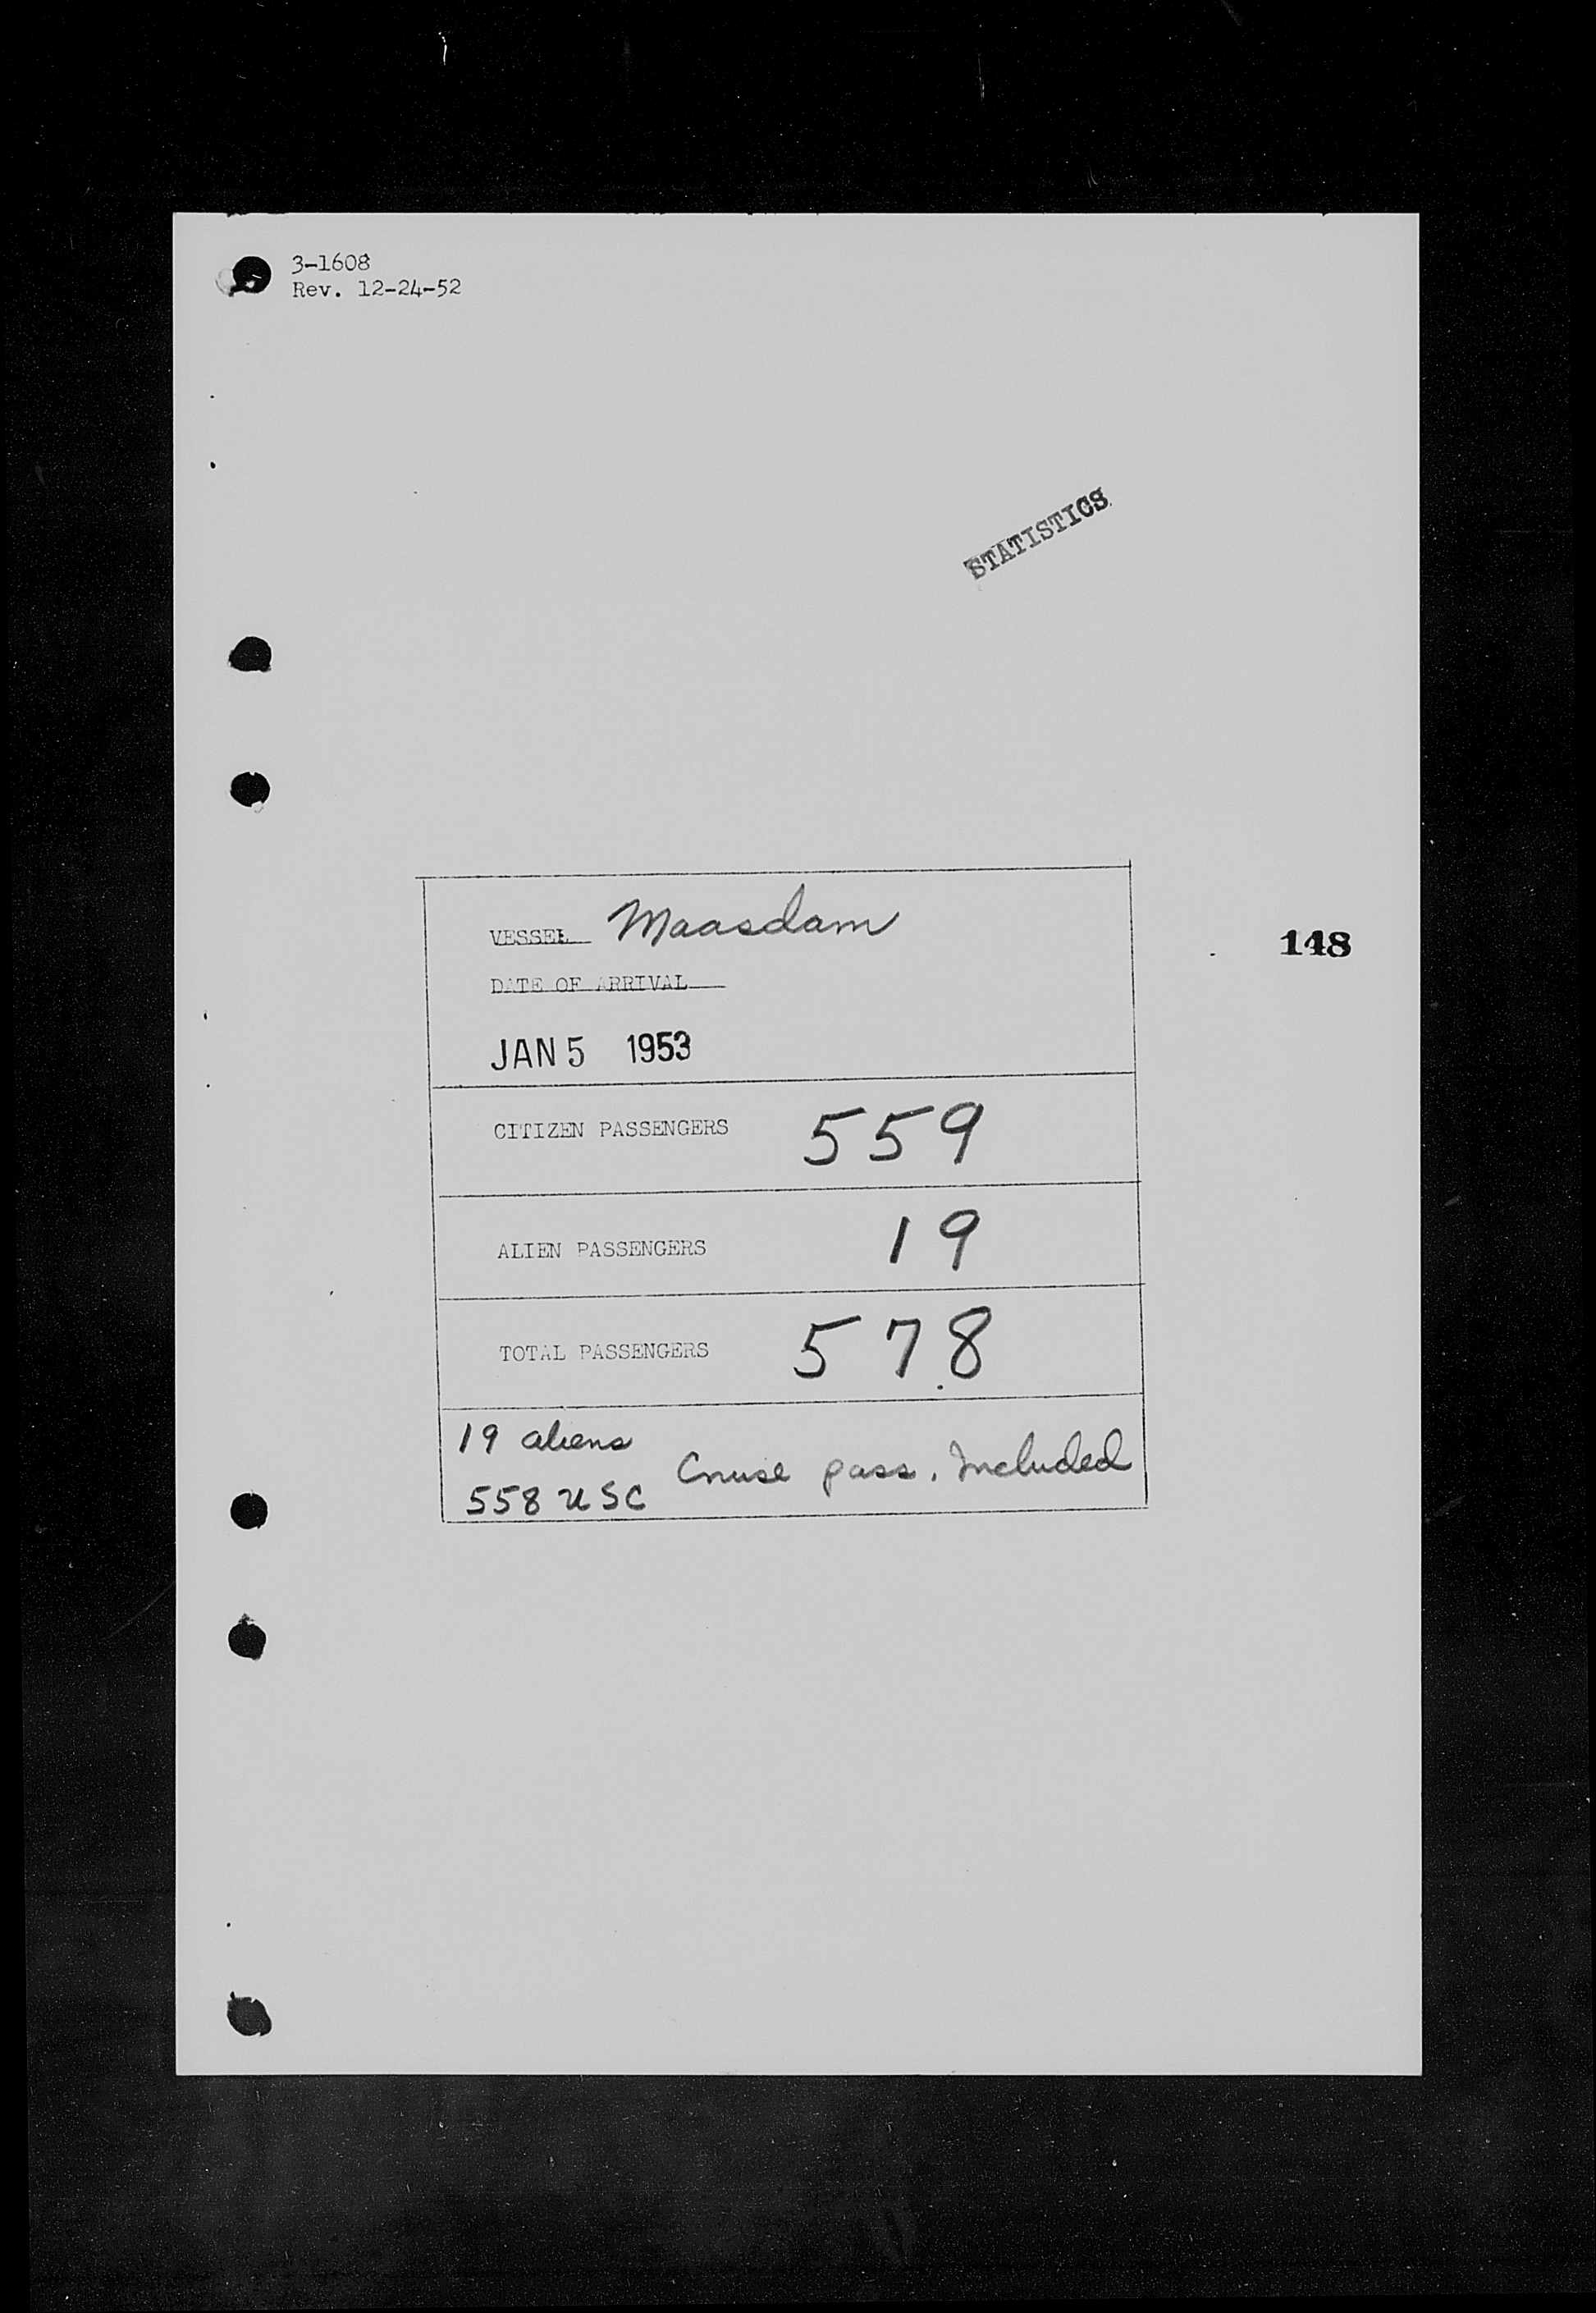 3-1608
Rev. 12-24-52
STATISTICS
VESSEL Maasdam
148
DATE OF ARRIVAL
JAN 5 1953
CITIZEN PASSENGERS 559
ALIEN PASSENGERS 19
TOTAL PASSENGERS 578
19 aliens
Cruise pass. Included
558 USC